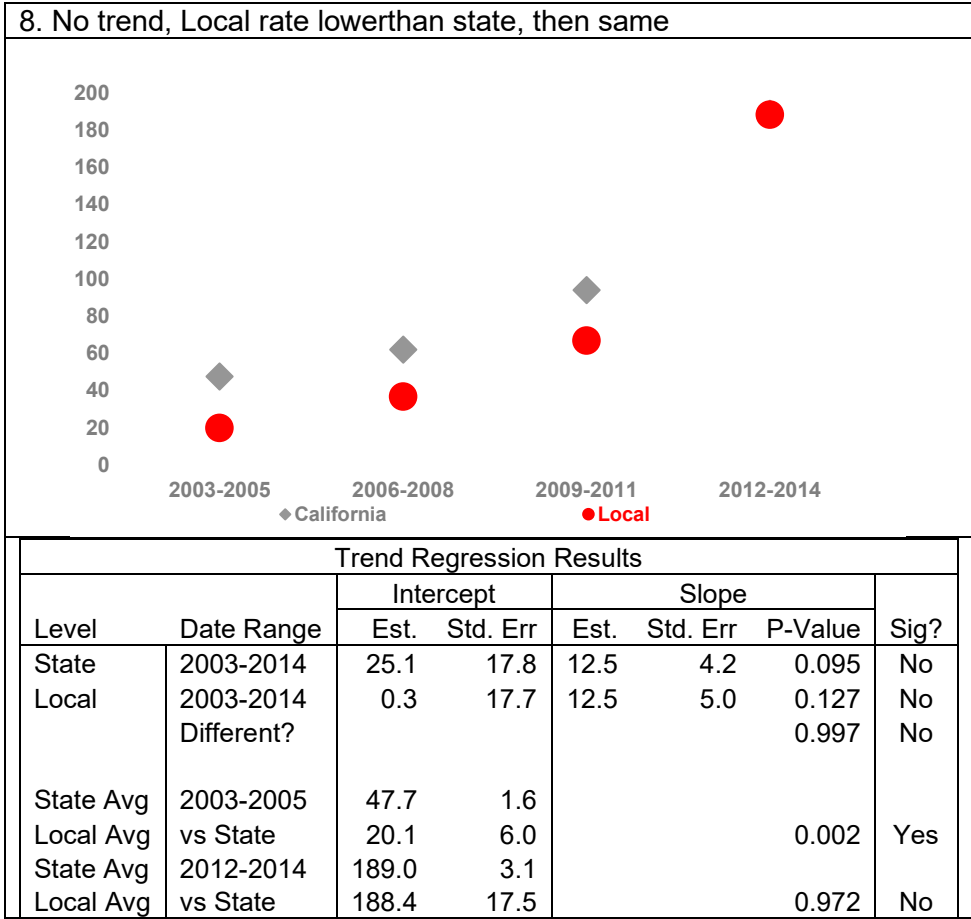 8. No trend, Local rate lowerthan state, then same
200
180
160
140
120
100
80
60
40
20
0
2003-2005 2006-2008 2009-2011 2012-2014
California Local
Trend Regression Results
Intercept Slope
Level Date Range Est. Std. Err Est. Std. Err P-Value Sig?
State 2003-2014 25.1 17.8 12.5 4.2 0.095 No
Local 2003-2014 0.3 17.7 12.5 5.0 0.127 No
Different? 0.997 No
State Avg 2003-2005 47.7 1.6
Local Avg vs State 20.1 6.0 0.002 Yes
State Avg 2012-2014 189.0 3.1
Local Avg vs State 188.4 17.5 0.972 No